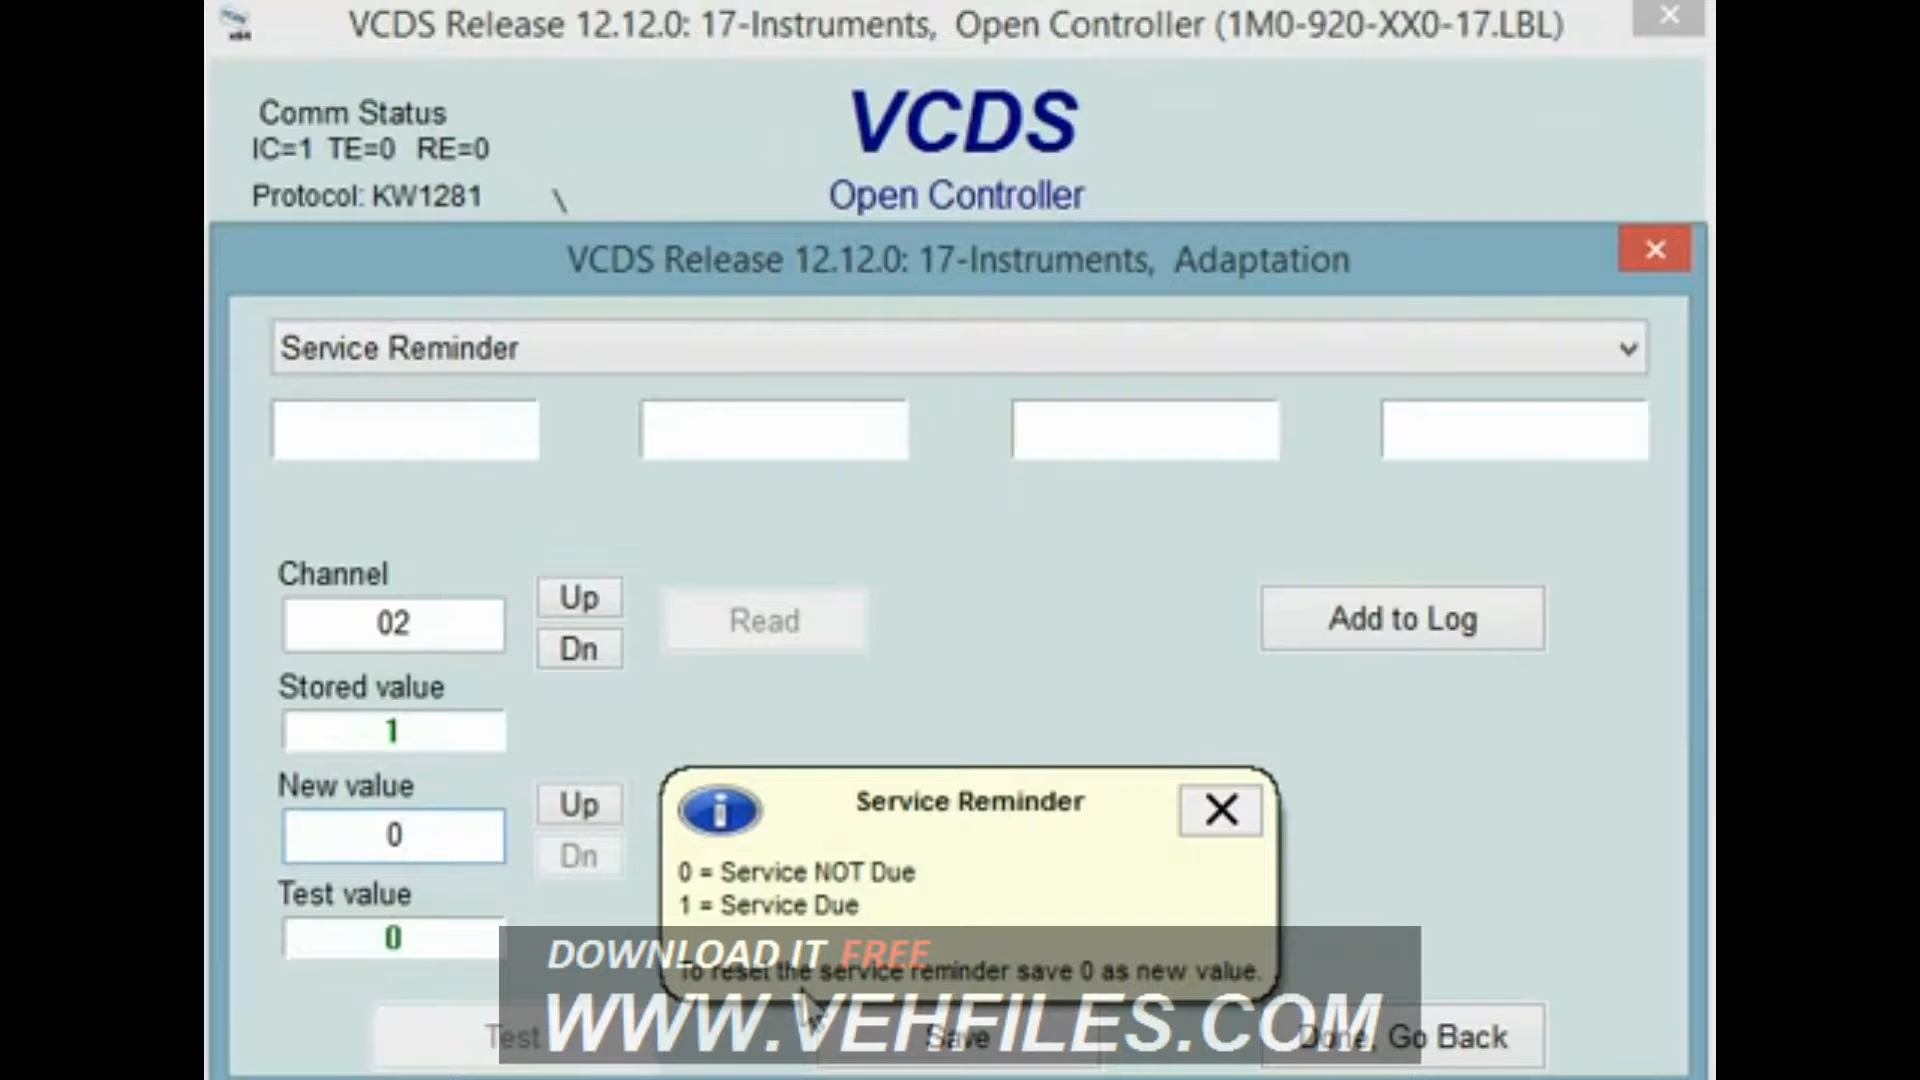 VCDS Release 12.12.0: 17-Instruments, Open Controller (1M0-920-XX0-17.LBL)
Comm Status
IC=1 TE=0 RE=0
Protocol: KW1281 \
VCDS
Open Controller
VCDS Release 12.12.0: 17-Instruments, Adaptation
Service Reminder
Channel
02
Up
Dn
Read
Add to Log
Stored value
1
New value
0
Up
Dn
Test value
0
Service Reminder
0 = Service NOT Due
1 = Service Due
To reset the service reminder save 0 as new value.
DOWNLOAD IT FREE
WWW.VEHFILES.COM
Test
Save
Done, Go Back